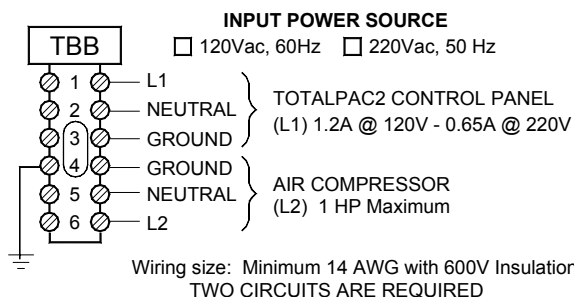 INPUT POWER SOURCE
TBB
120Vac, 60Hz 220Vac, 50 Hz
1 L1
2 NEUTRAL
3 GROUND
TOTALPAC2 CONTROL PANEL
(L1) 1.2A @ 120V - 0.65A @ 220V
4 GROUND
5 NEUTRAL
6 L2
AIR COMPRESSOR
(L2) 1 HP Maximum
Wiring size: Minimum 14 AWG with 600V Insulation
TWO CIRCUITS ARE REQUIRED